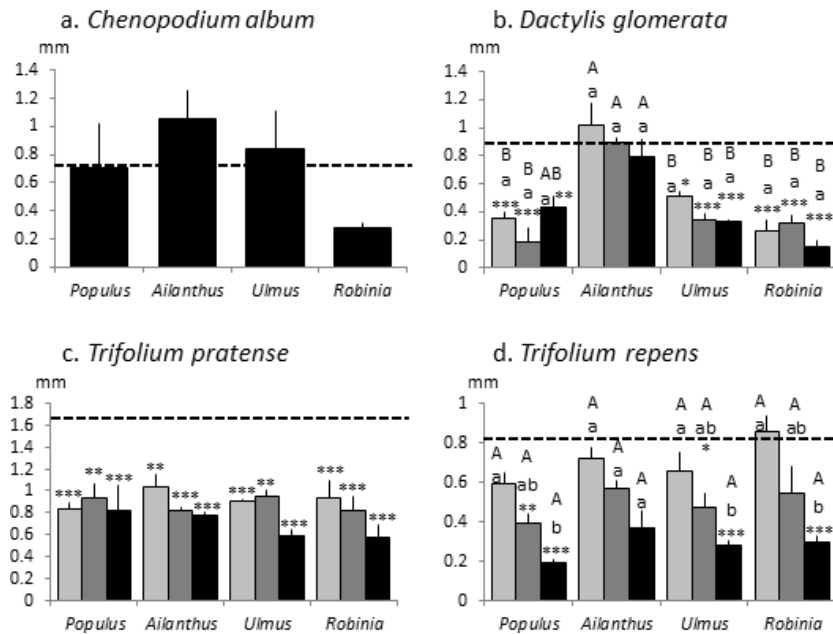 a. Chenopodium album
mm
1.4
1.2
1
0.8
0.6
0.4
0.2
0
Populus Ailanthus Ulmus Robinia
b. Dactylis glomerata
mm
1.4
1.2
1
0.8
0.6
0.4
0.2
0
B a *** B a *** AB a ** A a A a A a B a * B a *** B a *** B a *** B a *** B a ***
Populus Ailanthus Ulmus Robinia
c. Trifolium pratense
mm
1.8
1.6
1.4
1.2
1
0.8
0.6
0.4
0.2
0
*** ** *** ** *** *** *** ** *** *** *** ***
Populus Ailanthus Ulmus Robinia
d. Trifolium repens
mm
1
0.8
0.6
0.4
0.2
0
A a A ab ** A b *** A a A a A a A a A ab * A b *** A a A ab A b ***
Populus Ailanthus Ulmus Robinia